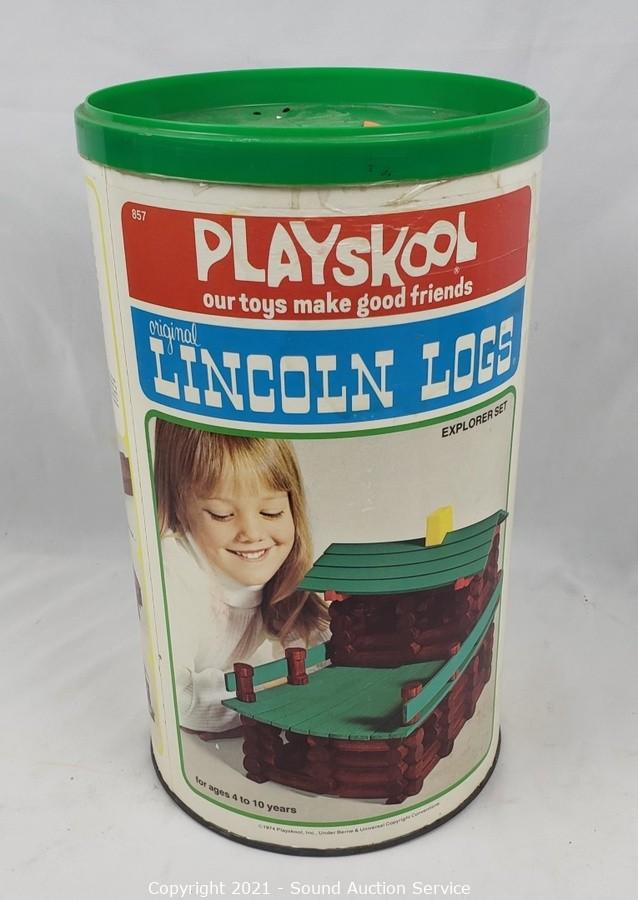 857
PLAYSKOOL®
our toys make good friends
original
LINCOLN LOGS
EXPLORER SET
for ages 4 to 10 years
©1974 Playskool, Inc., Under Berne & Universal Copyright Conventions
Copyright 2021 - Sound Auction Service